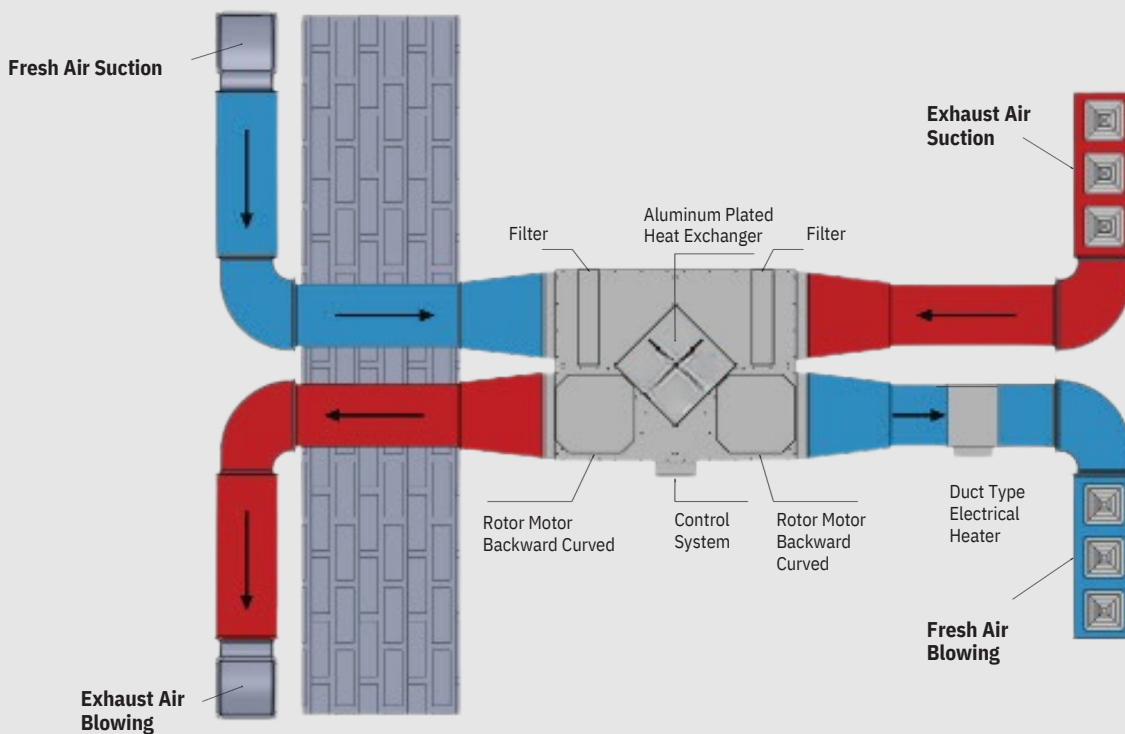 Fresh Air Suction
Exhaust Air
Suction
Aluminum Plated
Heat Exchanger
Filter
Filter
Rotor Motor
Backward Curved
Control
System
Rotor Motor
Backward
Curved
Duct Type
Electrical
Heater
Fresh Air
Blowing
Exhaust Air
Blowing